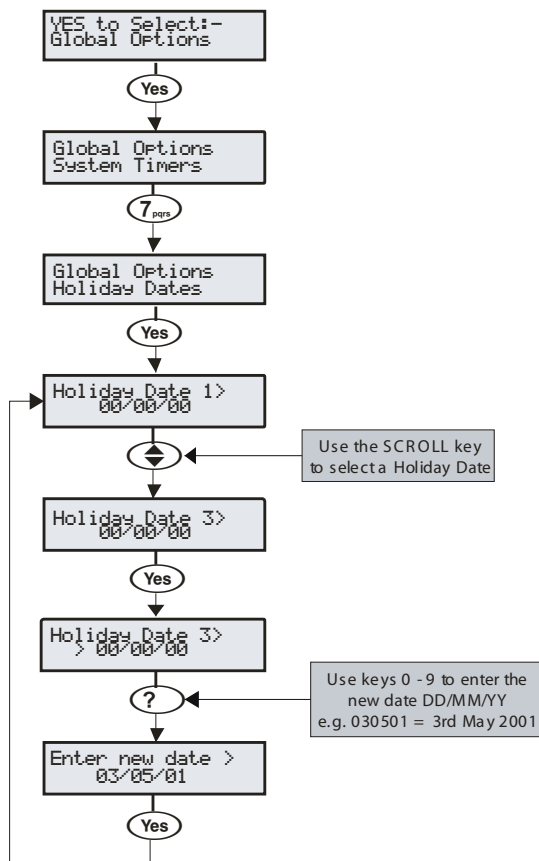 YES to Select:-
Global Options
Yes
Global Options
System Timers
7pqrs
Global Options
Holiday Dates
Yes
Holiday Date 1>
00/00/00
Use the SCROLL key
to select a Holiday Date
Holiday Date 3>
00/00/00
Yes
Holiday Date 3>
> 00/00/00
?
Use keys 0 - 9 to enter the
new date DD/MM/YY
e.g. 030501 = 3rd May 2001
Enter new date >
03/05/01
Yes